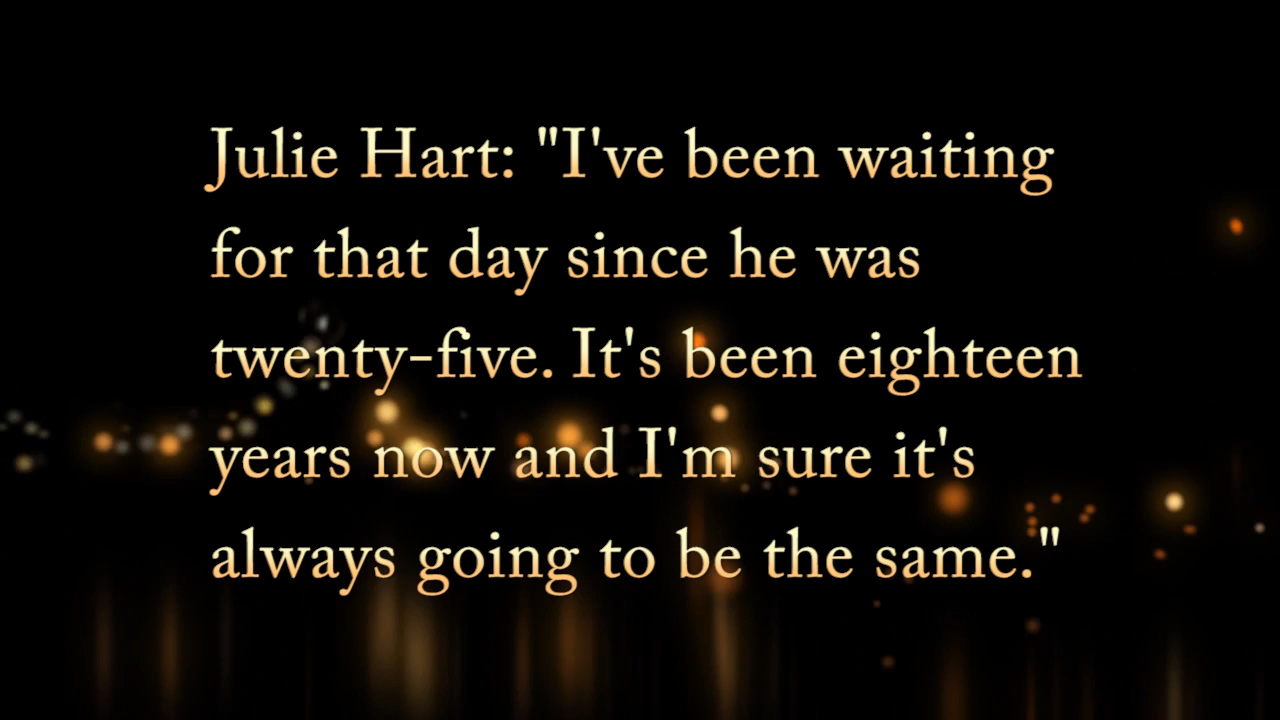 Julie Hart: "I've been waiting
for that day since he was
twenty-five. It's been eighteen
years now and I'm sure it's
always going to be the same."